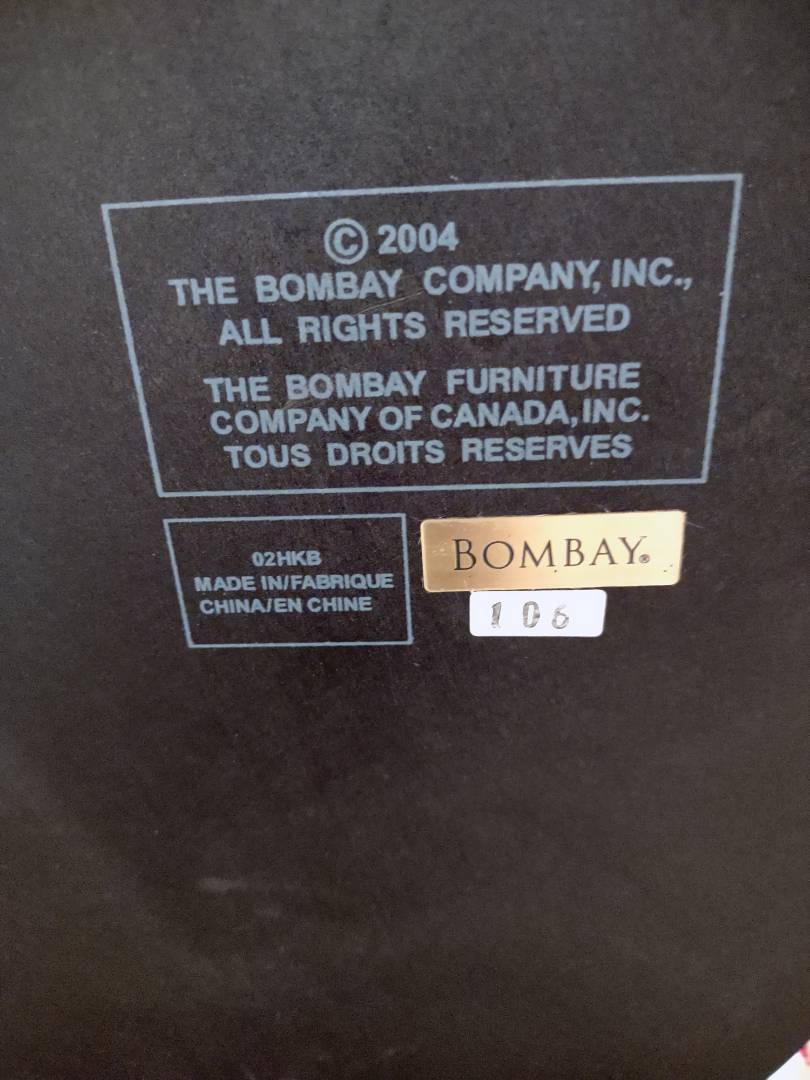 © 2004
THE BOMBAY COMPANY, INC.,
ALL RIGHTS RESERVED
THE BOMBAY FURNITURE
COMPANY OF CANADA, INC.
TOUS DROITS RESERVES
02HKB
MADE IN/FABRIQUE
CHINA/EN CHINE
BOMBAY®
106